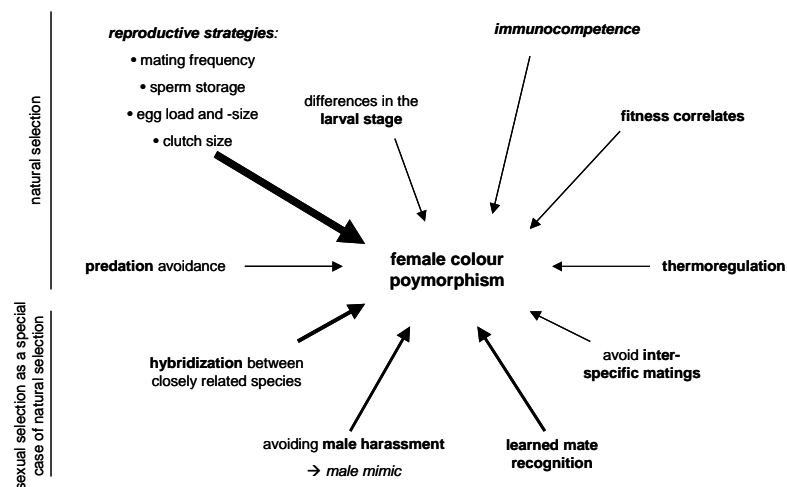 reproductive strategies:
• mating frequency
• sperm storage
• egg load and -size
• clutch size
immunocompetence
differences in the
larval stage
fitness correlates
natural selection
predation avoidance
female colour
poymorphism
thermoregulation
sexual selection as a special
case of natural selection
hybridization between
closely related species
avoid inter-
specific matings
avoiding male harassment
→ male mimic
learned mate
recognition